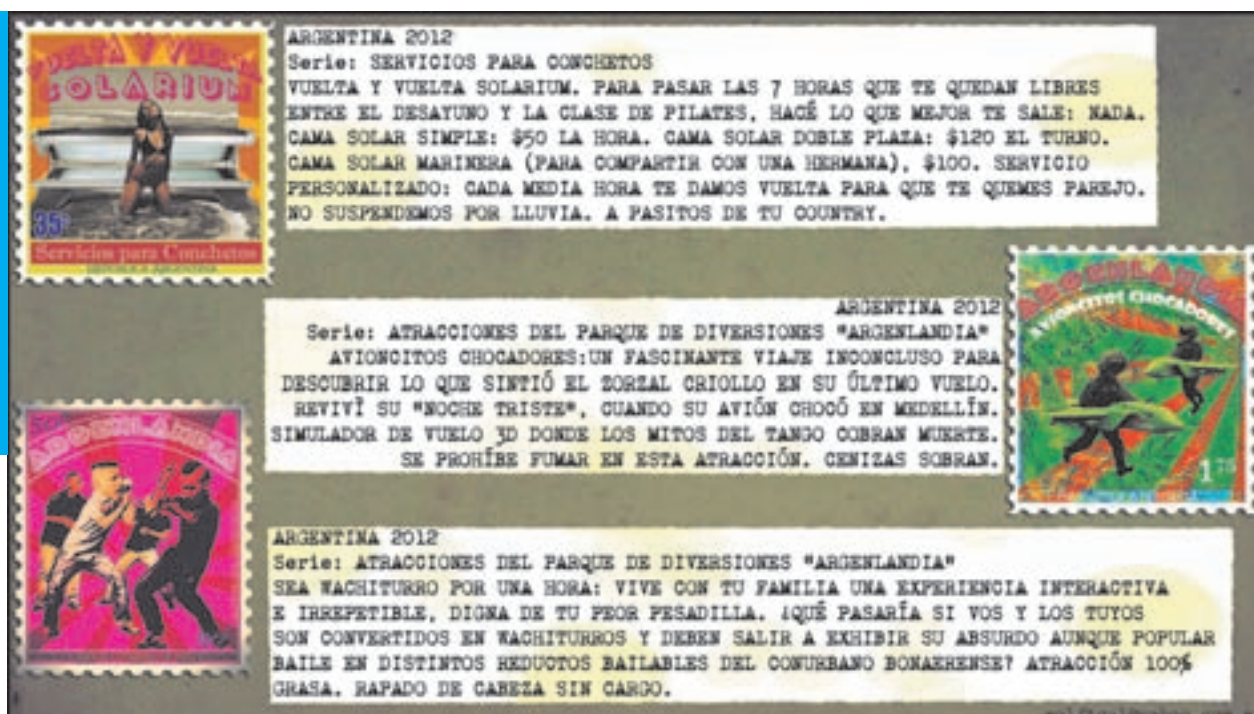 VUELTA Y VUELTA
SOLARIUM
35
Servicios para Conchetos
REPUBLICA ARGENTINA
ARGENTINA 2012
Serie: SERVICIOS PARA CONCHETOS
VUELTA Y VUELTA SOLARIUM. PARA PASAR LAS 7 HORAS QUE TE QUEDAN LIBRES
ENTRE EL DESAYUNO Y LA CLASE DE PILATES, HACÉ LO QUE MEJOR TE SALE: NADA.
CAMA SOLAR SIMPLE: $50 LA HORA. CAMA SOLAR DOBLE PLAZA: $120 EL TURNO.
CAMA SOLAR MARINERA (PARA COMPARTIR CON UNA HERMANA), $100. SERVICIO
PERSONALIZADO: CADA MEDIA HORA TE DAMOS VUELTA PARA QUE TE QUEMES PAREJO.
NO SUSPENDEMOS POR LLUVIA. A PASITOS DE TU COUNTRY.
ARGENTINA 2012
Serie: ATRACCIONES DEL PARQUE DE DIVERSIONES "ARGENLANDIA"
AVIONCITOS CHOCADORES:UN FASCINANTE VIAJE INCONCLUSO PARA
DESCUBRIR LO QUE SINTIÓ EL ZORZAL CRIOLLO EN SU ÚLTIMO VUELO.
REVIVÍ SU "NOCHE TRISTE", CUANDO SU AVIÓN CHOCÓ EN MEDELLÍN.
SIMULADOR DE VUELO 3D DONDE LOS MITOS DEL TANGO COBRAN MUERTE.
SE PROHÍBE FUMAR EN ESTA ATRACCIÓN. CENIZAS SOBRAN.
ARGENLANDIA
AVIONCITOS CHOCADORES
1 75
ARGENLANDIA
ARGENTINA 2012
Serie: ATRACCIONES DEL PARQUE DE DIVERSIONES "ARGENLANDIA"
SEA WACHITURRO POR UNA HORA: VIVE CON TU FAMILIA UNA EXPERIENCIA INTERACTIVA
E IRREPETIBLE, DIGNA DE TU PEOR PESADILLA. ¿QUÉ PASARÍA SI VOS Y LOS TUYOS
SON CONVERTIDOS EN WACHITURROS Y DEBEN SALIR A EXHIBIR SU ABSURDO AUNQUE POPULAR
BAILE EN DISTINTOS REDUCTOS BAILABLES DEL CONURBANO BONAERENSE? ATRACCIÓN 100%
GRASA. RAPADO DE CABEZA SIN CARGO.